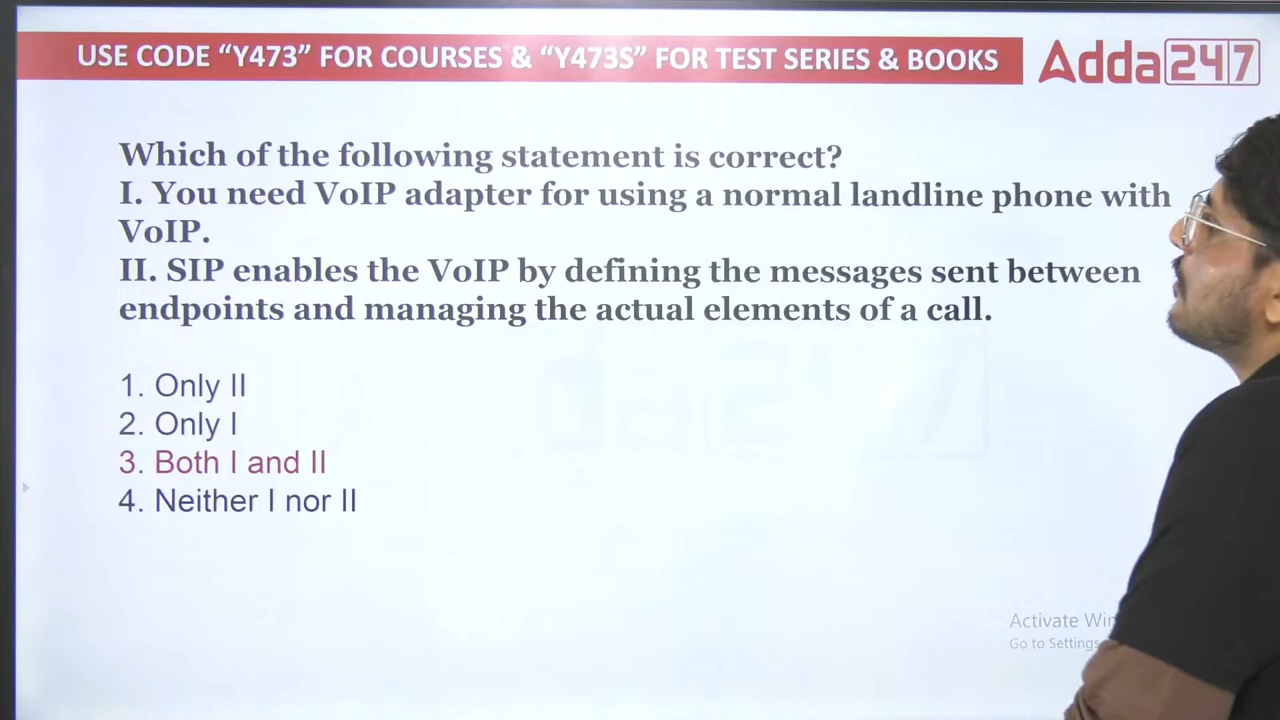 USE CODE “Y473” FOR COURSES & “Y473S” FOR TEST SERIES & BOOKS
Adda247
Which of the following statement is correct?
I. You need VoIP adapter for using a normal landline phone with
VoIP.
II. SIP enables the VoIP by defining the messages sent between
endpoints and managing the actual elements of a call.
1. Only II
2. Only I
3. Both I and II
4. Neither I nor II
Activate
Go to Settings